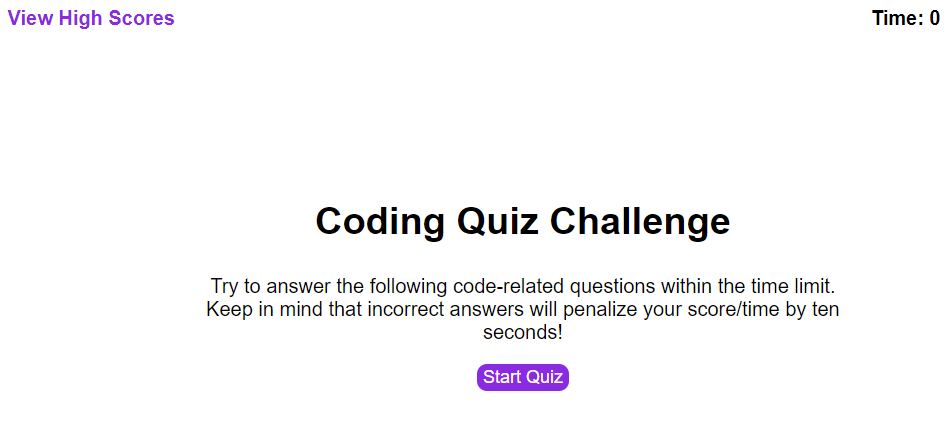 View High Scores
Time: 0
Coding Quiz Challenge
Try to answer the following code-related questions within the time limit.
Keep in mind that incorrect answers will penalize your score/time by ten
seconds!
Start Quiz